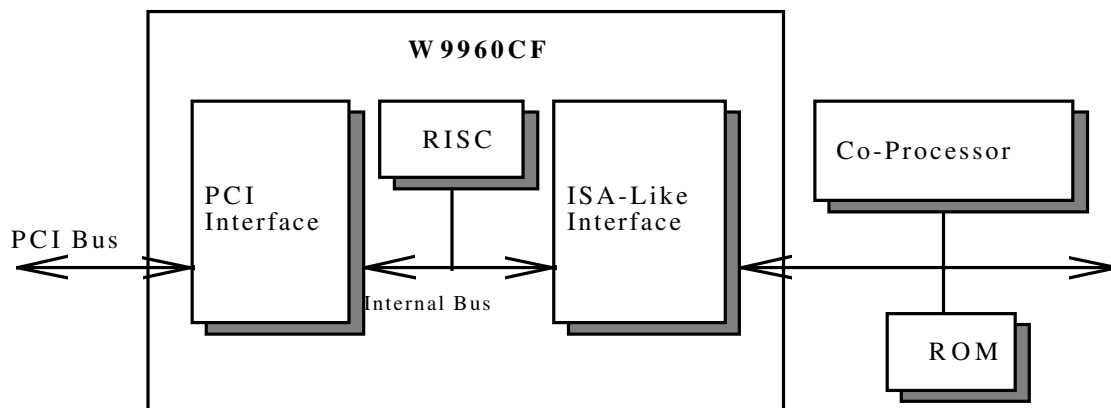 W9960CF
RISC
Co-Processor
PCI
Interface
ISA-Like
Interface
PCI Bus
Internal Bus
ROM